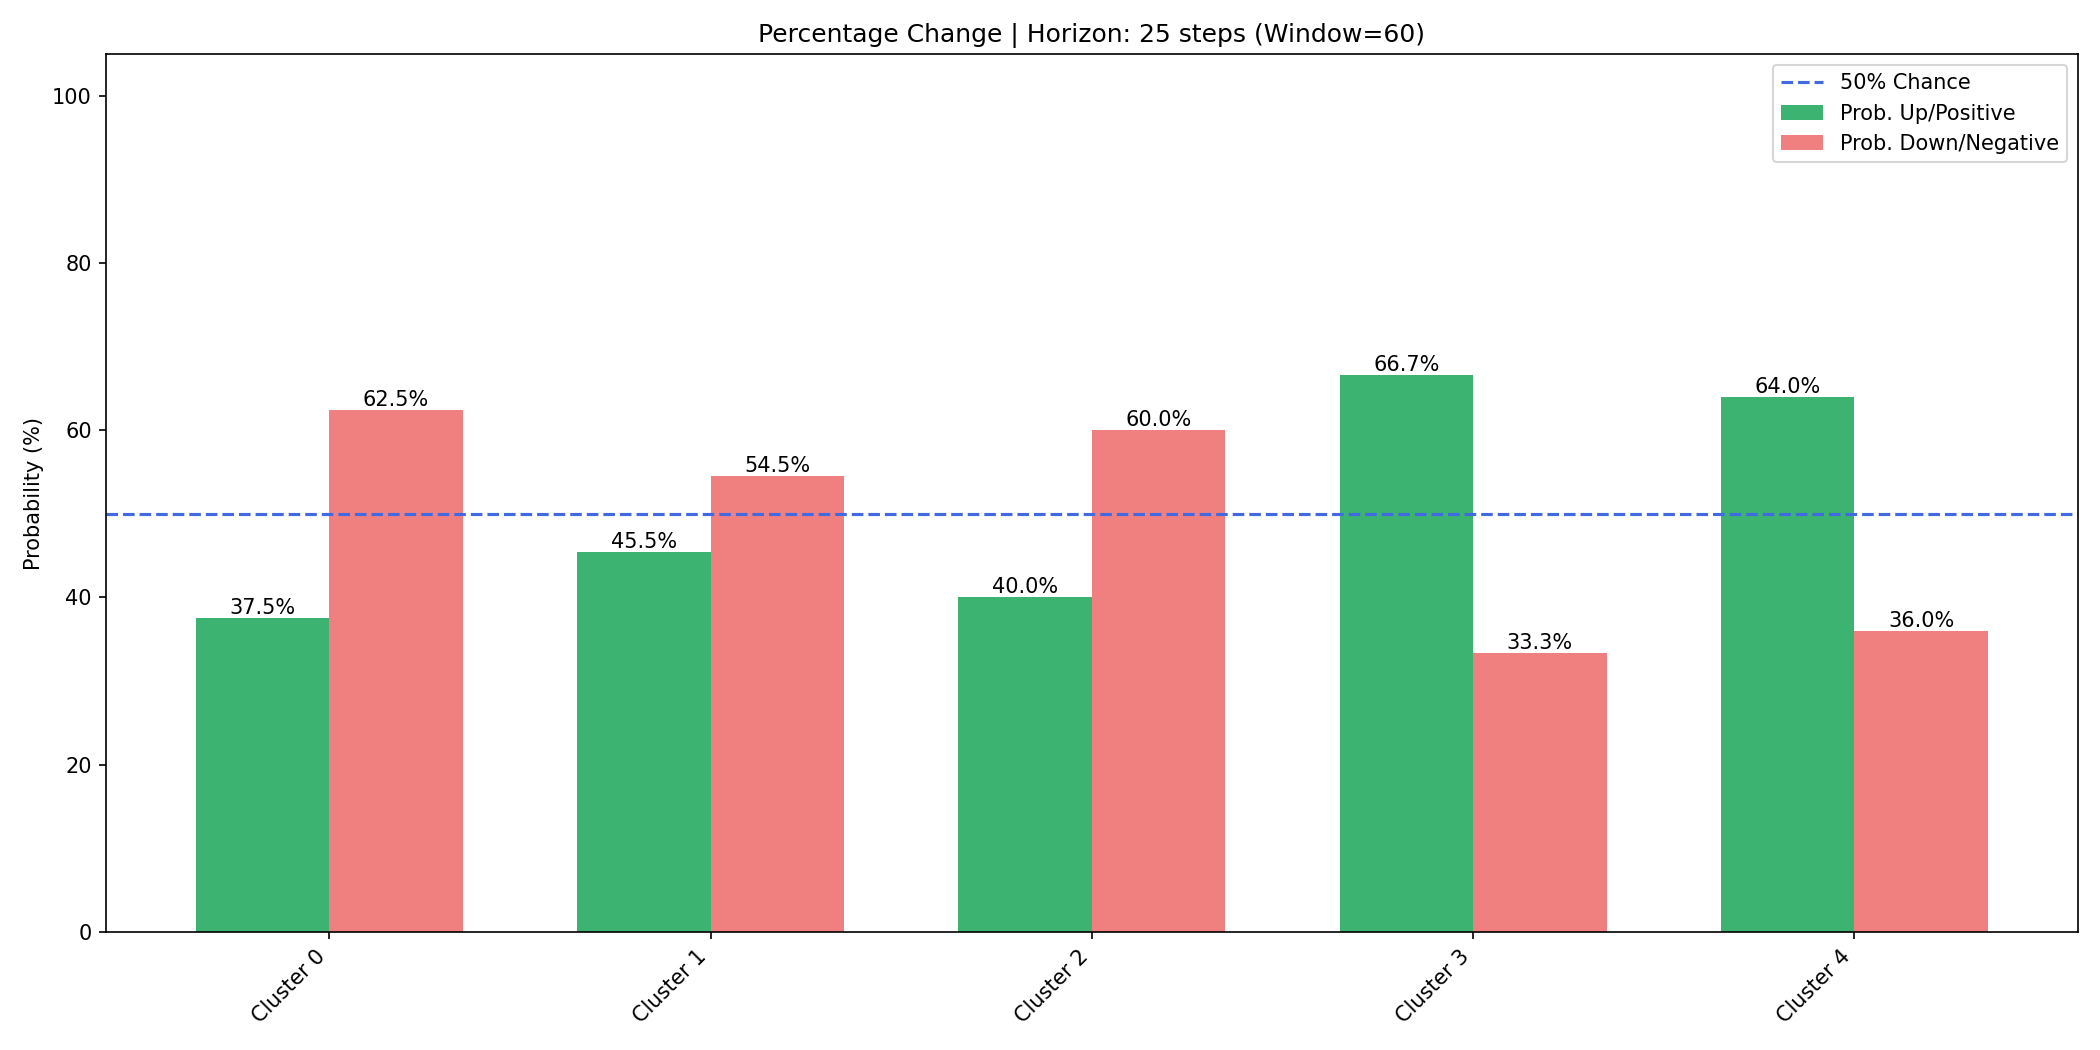 Percentage Change | Horizon: 25 steps (Window=60)
50% Chance
Prob. Up/Positive
Prob. Down/Negative
Probability (%)
100
80
60
40
20
0
37.5%
62.5%
45.5%
54.5%
40.0%
60.0%
66.7%
33.3%
64.0%
36.0%
Cluster 0
Cluster 1
Cluster 2
Cluster 3
Cluster 4